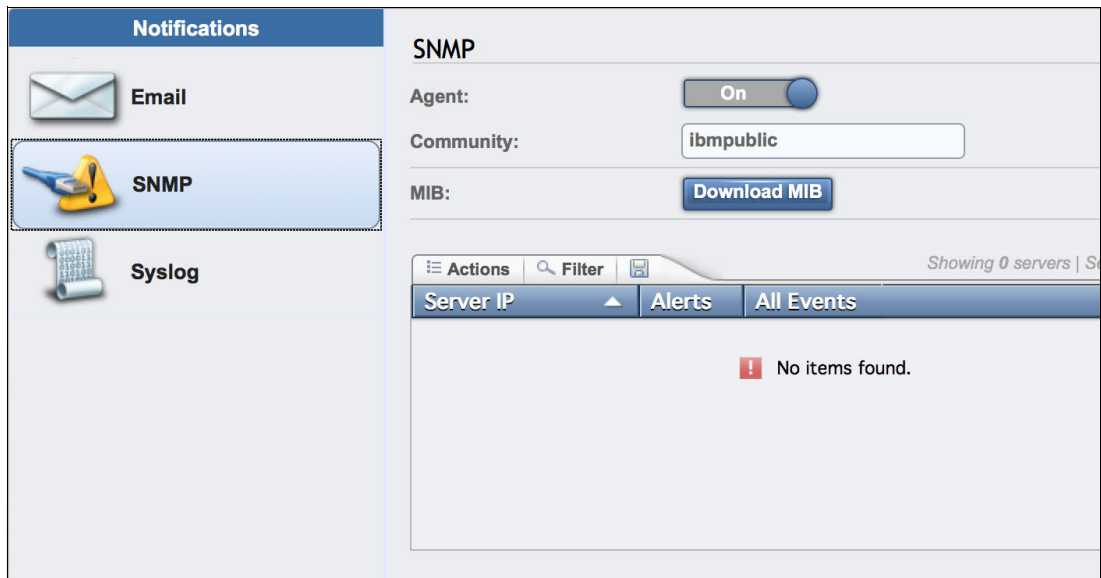 Notifications
Email
SNMP
Syslog
SNMP
Agent: On
Community: ibmpublic
MIB: Download MIB
Actions Filter
Showing 0 servers |
Server IP Alerts All Events
No items found.